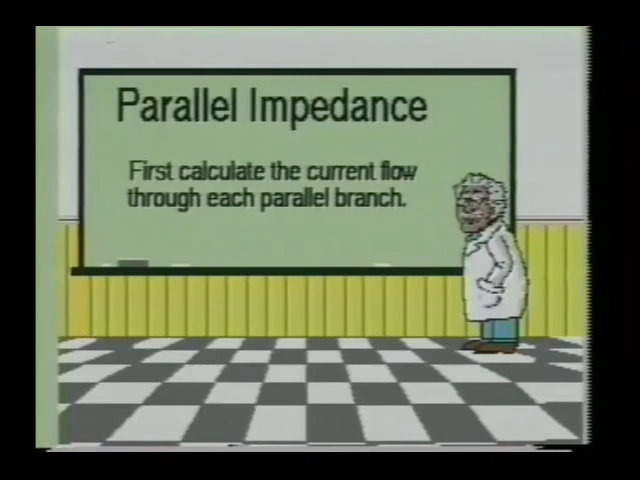 Parallel Impedance
First calculate the current flow
through each parallel branch.